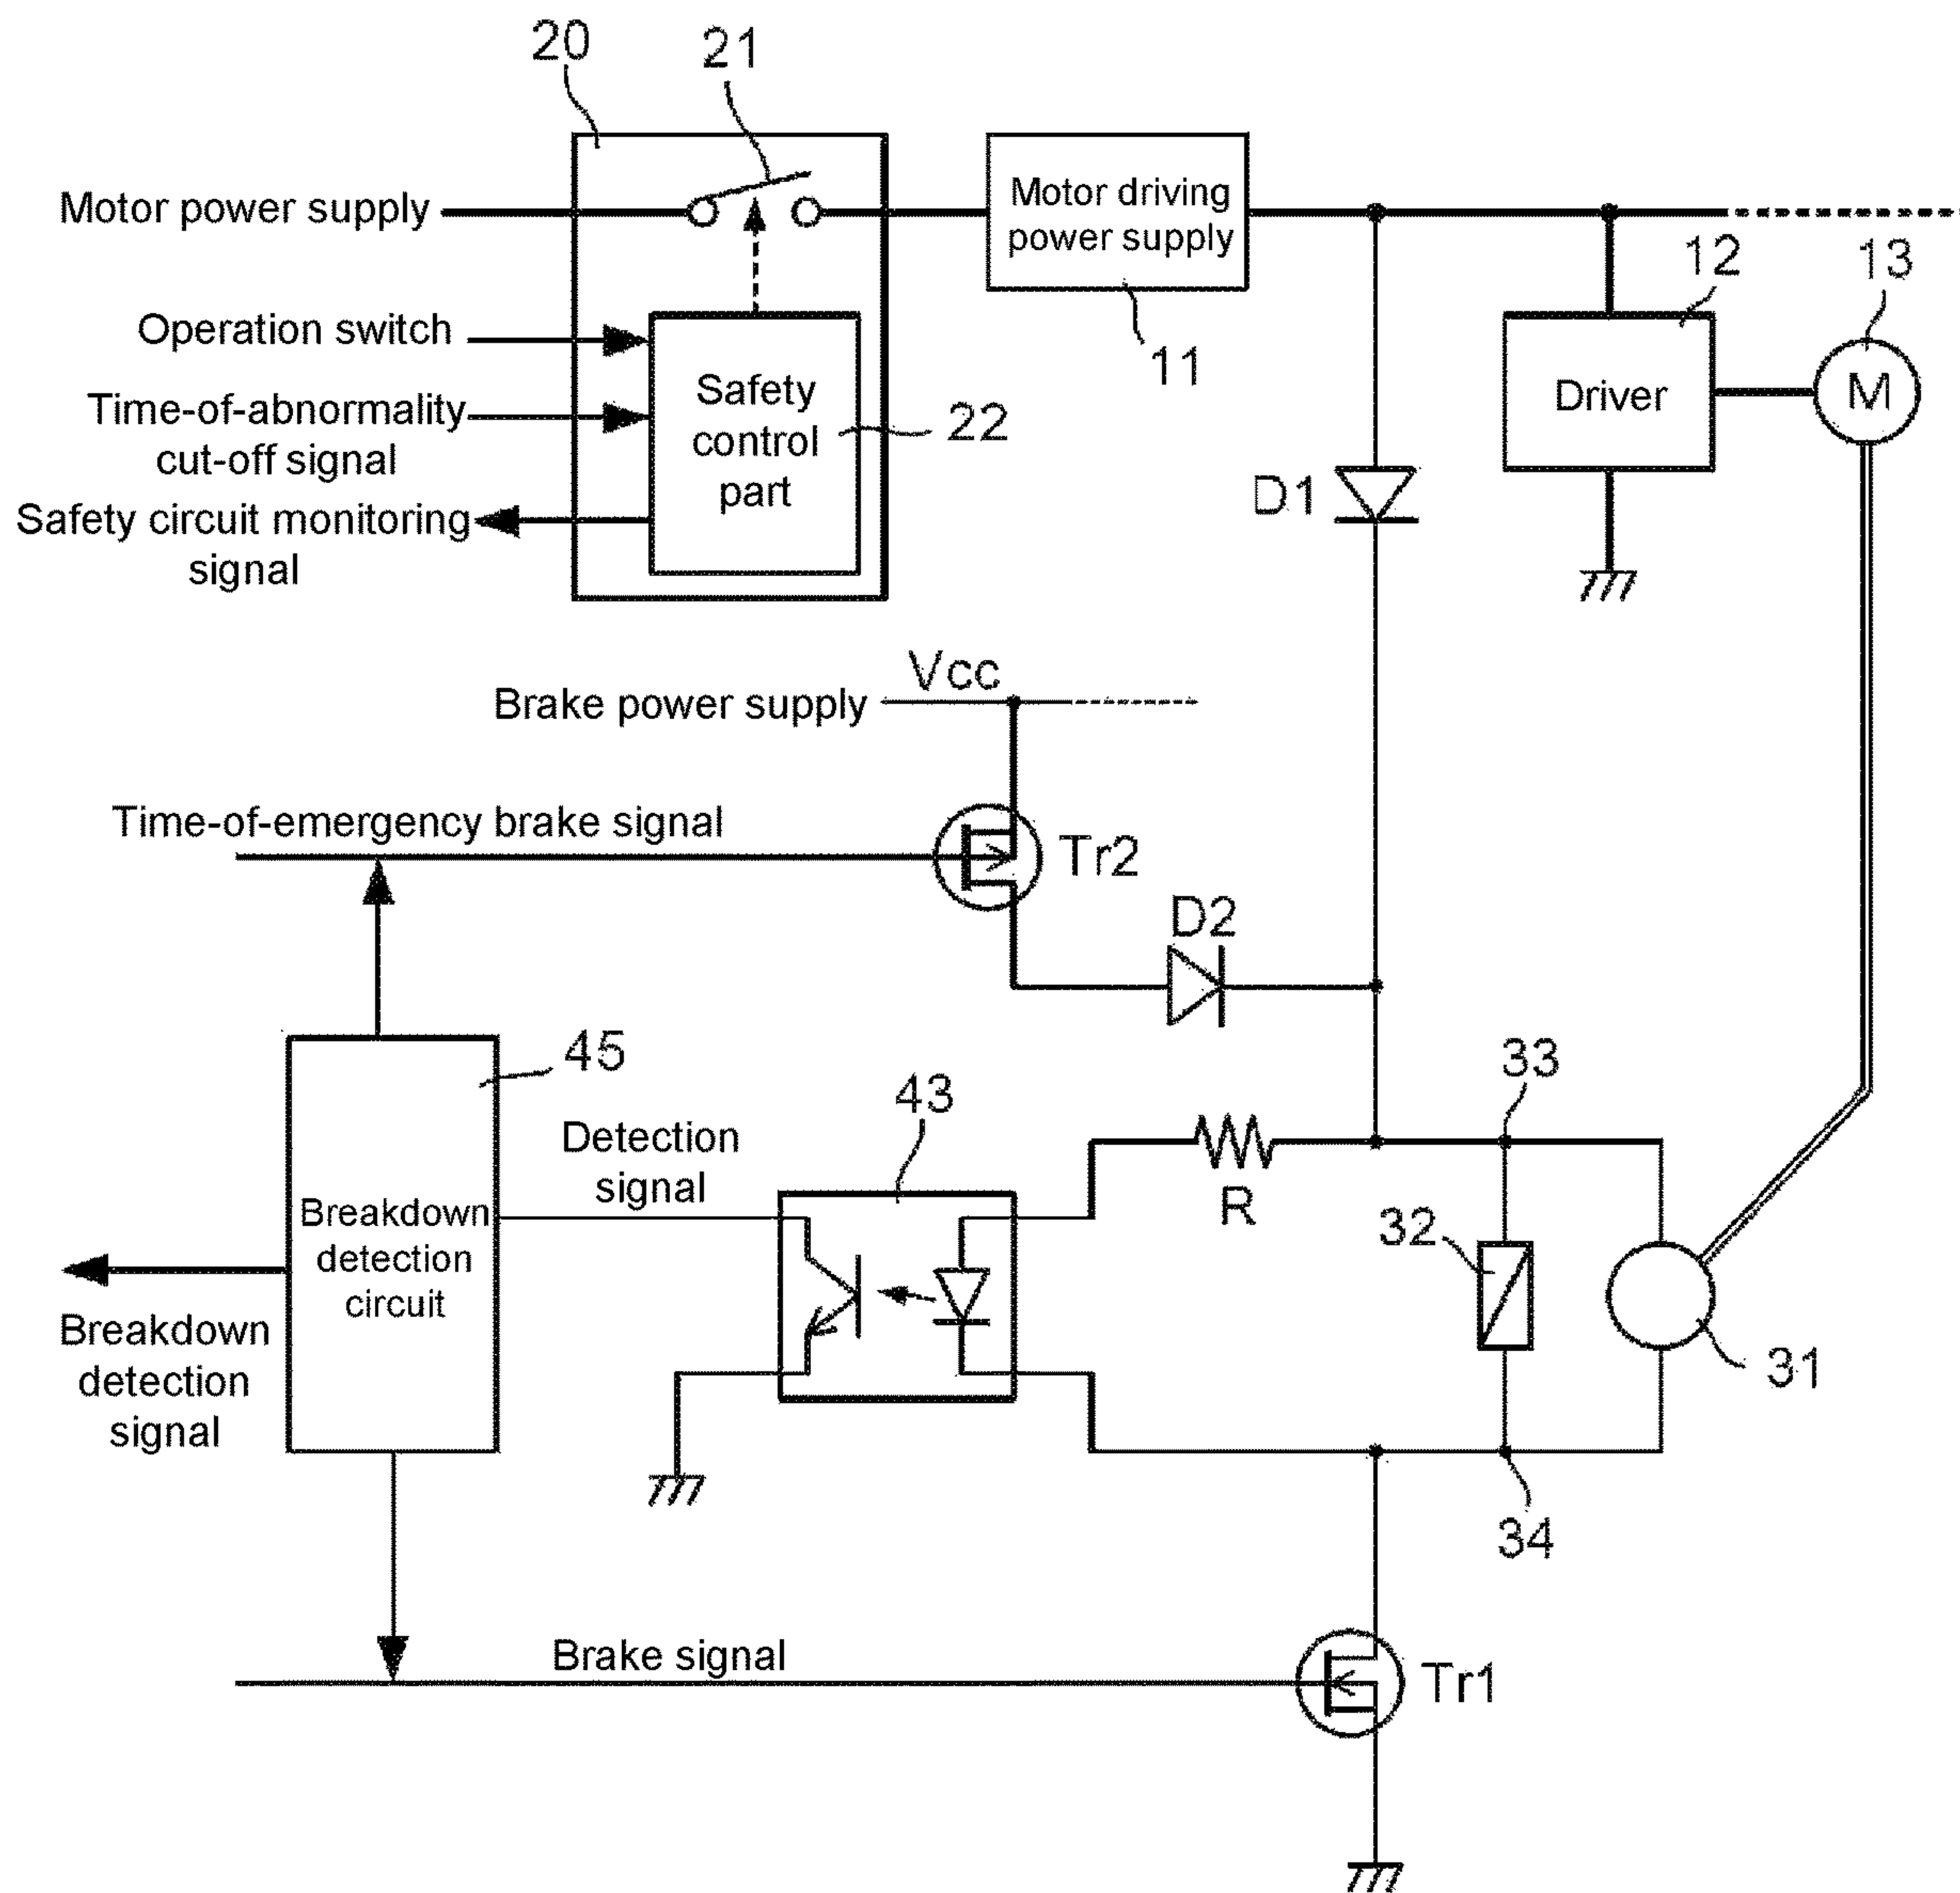 20
21
Motor power supply
Motor driving
power supply
11
12
13
Operation switch
Time-of-abnormality
cut-off signal
Safety circuit monitoring
signal
Safety
control
part
22
Driver
M
D1
Vcc
Brake power supply
Time-of-emergency brake signal
Tr2
D2
45
43
33
Detection
signal
R
32
Breakdown
detection
circuit
31
Breakdown
detection
signal
34
Brake signal
Tr1